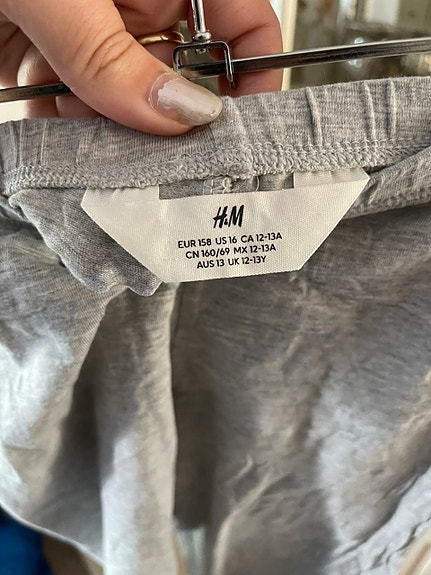 H&M
EUR 158 US 16 CA 12-13A
CN 160/69 MX 12-13A
AUS 13 UK 12-13Y